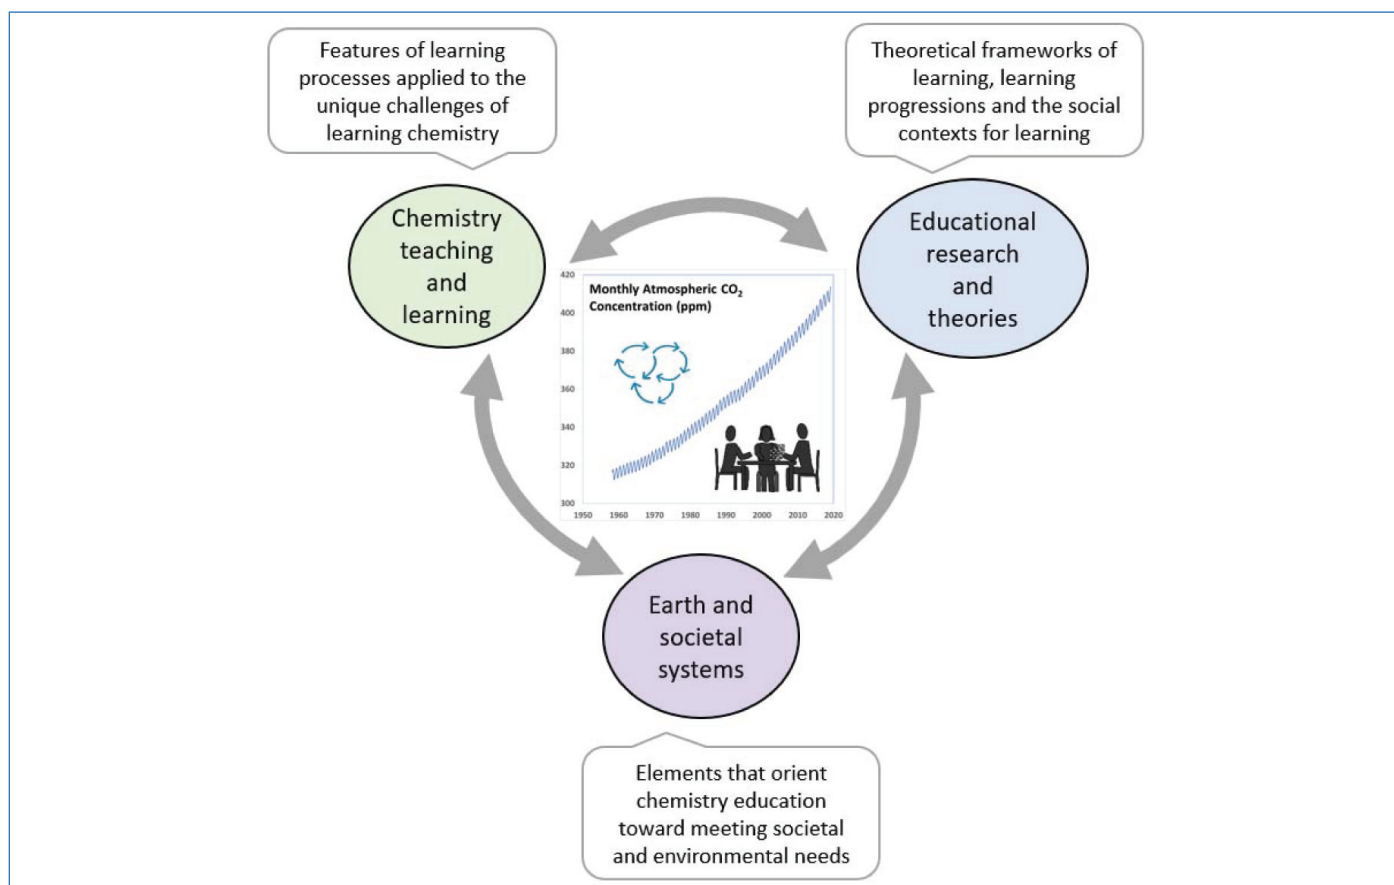 Features of learning
processes applied to the
unique challenges of
learning chemistry
Theoretical frameworks of
learning, learning
progressions and the social
contexts for learning
Chemistry
teaching
and
learning
Educational
research
and
theories
Monthly Atmospheric CO₂
Concentration (ppm)
420
400
380
360
340
320
300
1950
1960
1970
1980
1990
2000
2010
2020
Earth and
societal
systems
Elements that orient
chemistry education
toward meeting societal
and environmental needs